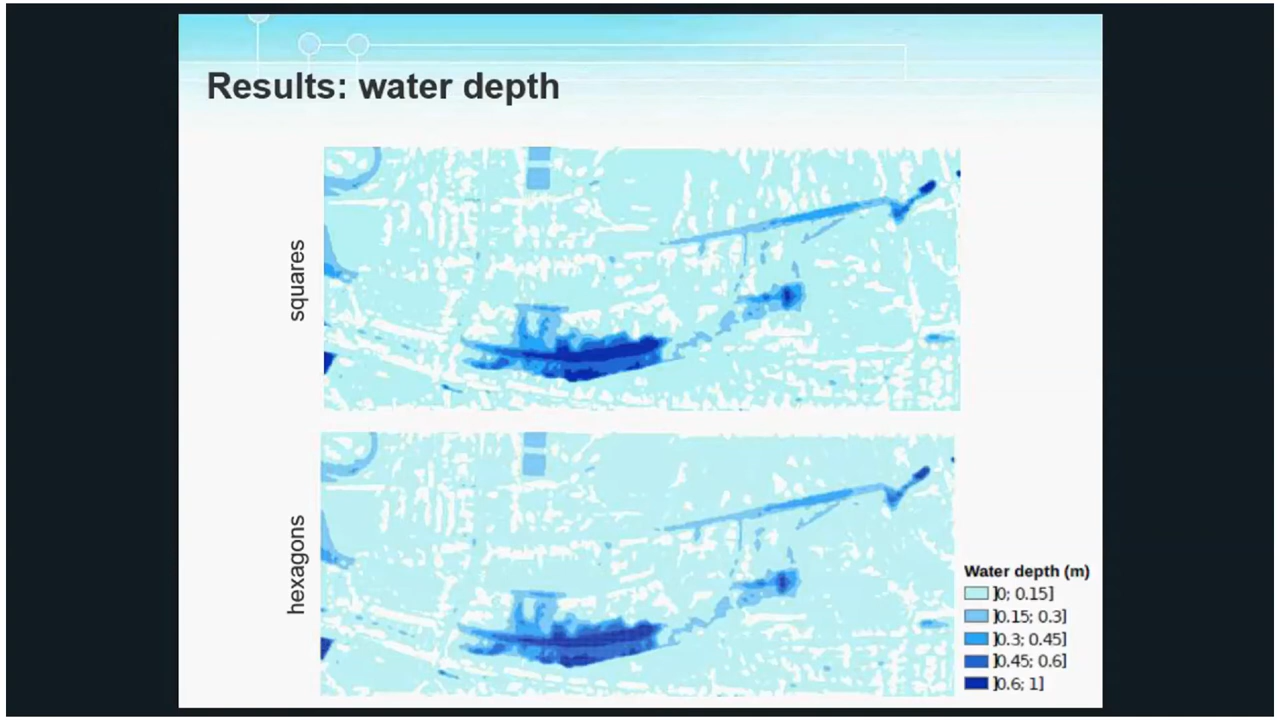 Results: water depth
squares
hexagons
Water depth (m)
]0; 0.15]
]0.15; 0.3]
]0.3; 0.45]
]0.45; 0.6]
]0.6; 1]